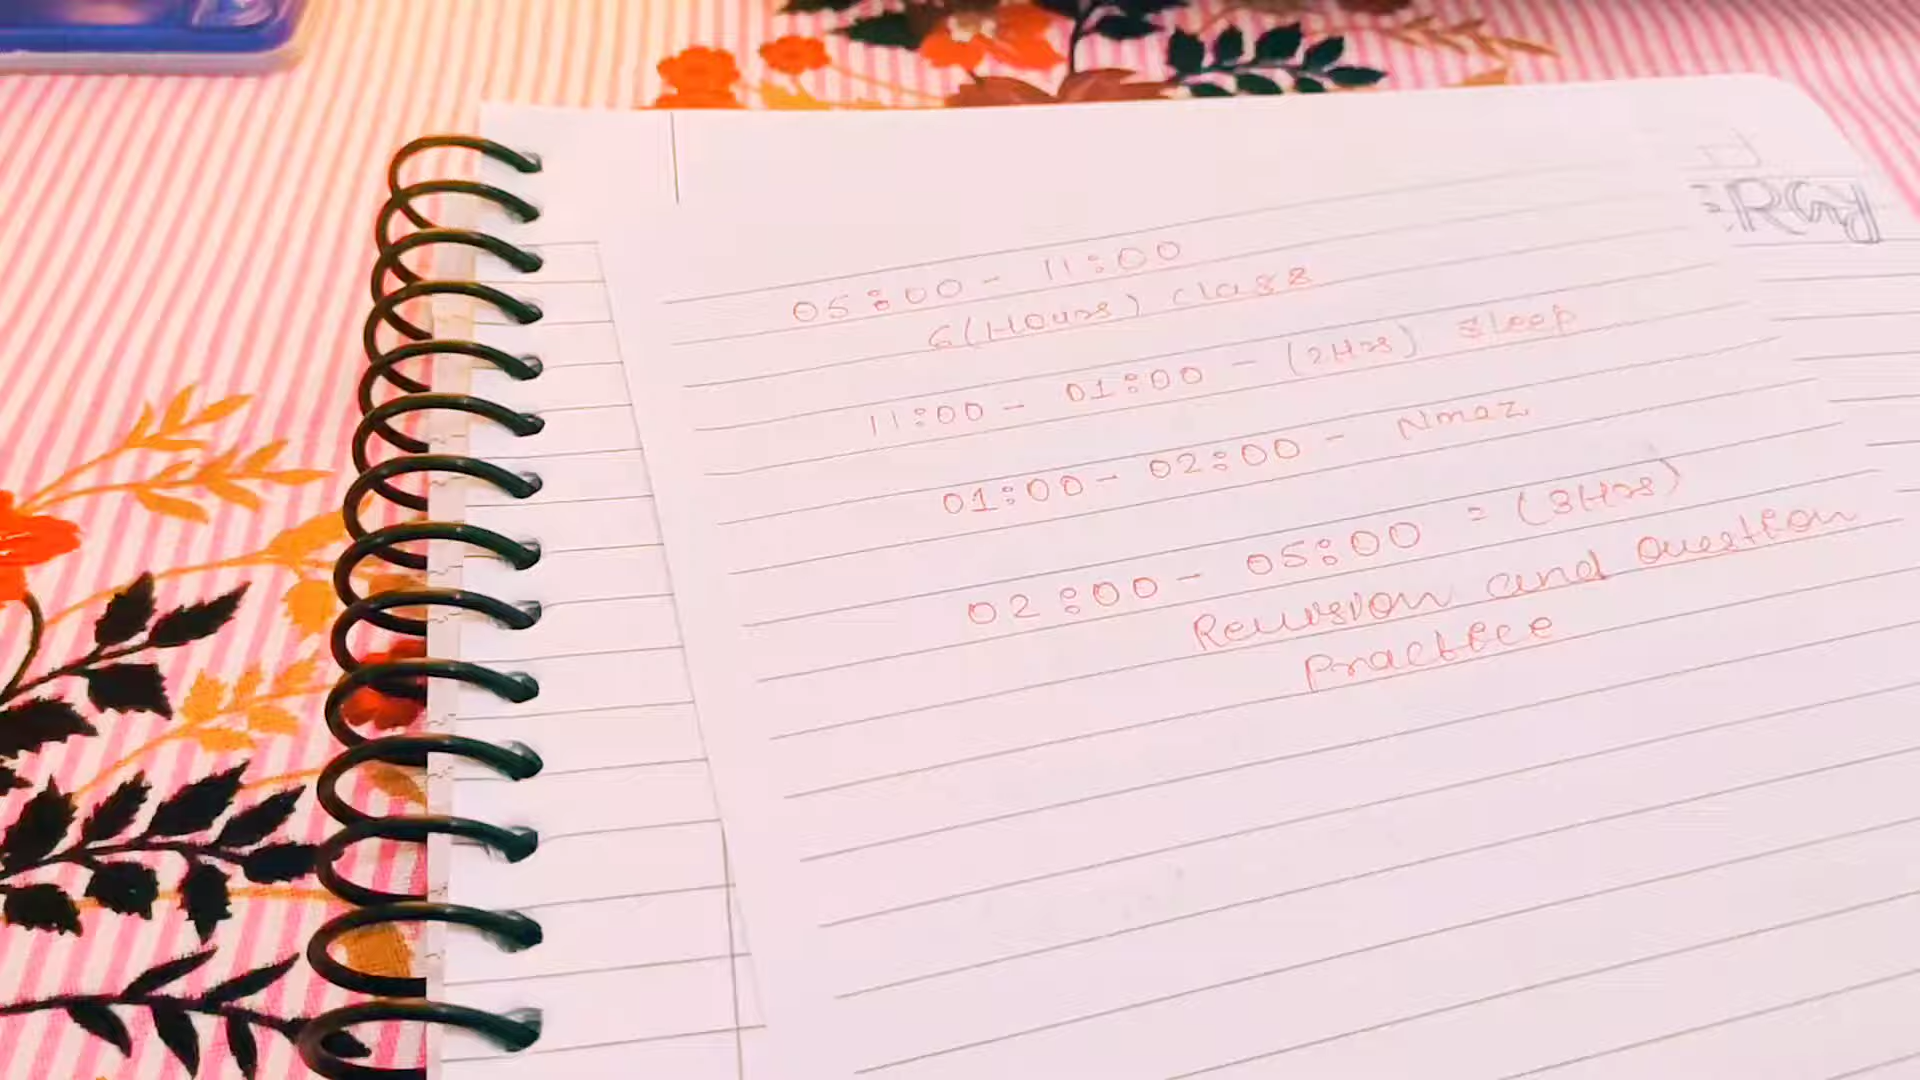 05:00 - 11:00
6(Hours) class
11:00 - 01:00 - (2Hrs) sleep
01:00 - 02:00 - Nmaz
02:00 - 05:00 = (3Hrs)
Revision and Question
Practice